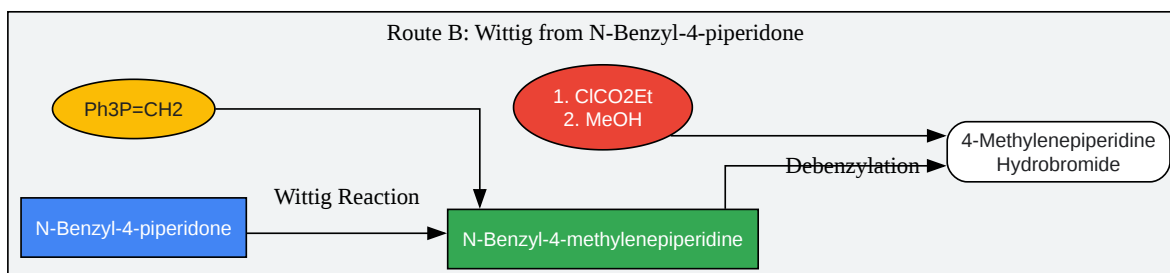 Route B: Wittig from N-Benzyl-4-piperidone
Ph3P=CH2
1. ClCO2Et
2. MeOH
4-Methylenepiperidine
Hydrobromide
Debenzylation
Wittig Reaction
N-Benzyl-4-piperidone
N-Benzyl-4-methylenepiperidine